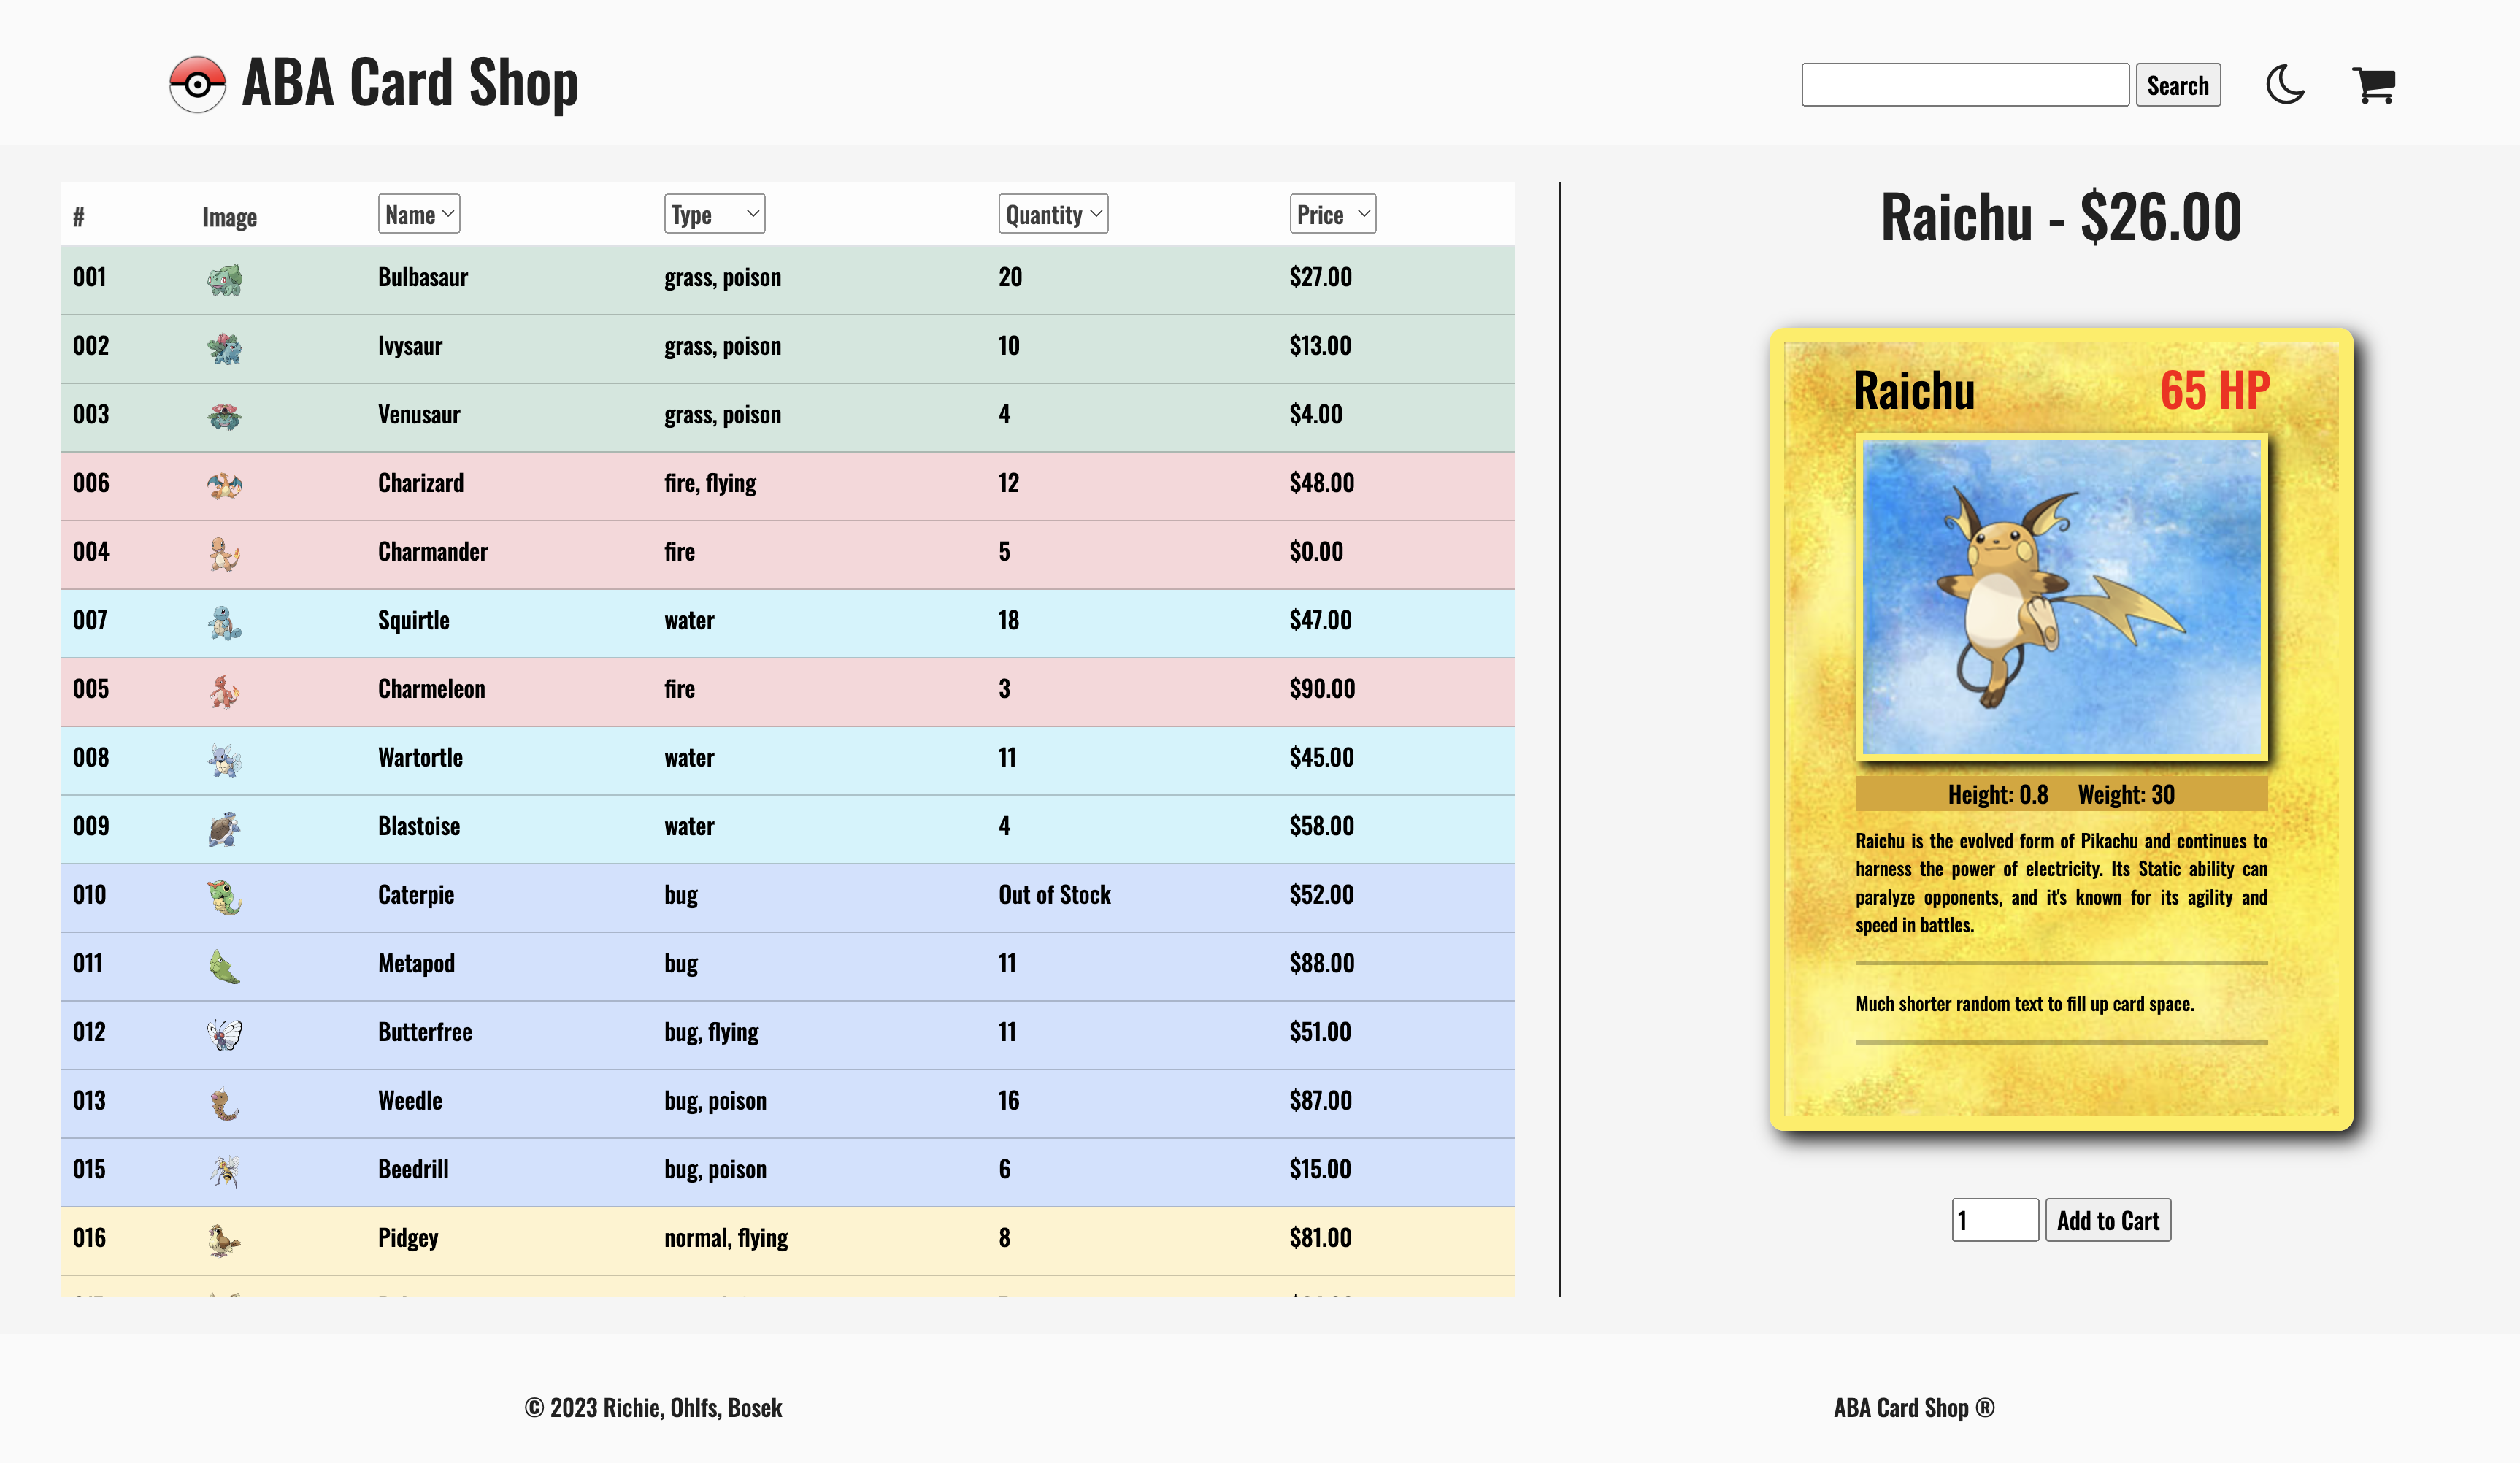 ABA Card Shop
Search
# Image Name Type Quantity Price
001 Bulbasaur grass, poison 20 $27.00
002 Ivysaur grass, poison 10 $13.00
003 Venusaur grass, poison 4 $4.00
006 Charizard fire, flying 12 $48.00
004 Charmander fire 5 $0.00
007 Squirtle water 18 $47.00
005 Charmeleon fire 3 $90.00
008 Wartortle water 11 $45.00
009 Blastoise water 4 $58.00
010 Caterpie bug Out of Stock $52.00
011 Metapod bug 11 $88.00
012 Butterfree bug, flying 11 $51.00
013 Weedle bug, poison 16 $87.00
015 Beedrill bug, poison 6 $15.00
016 Pidgey normal, flying 8 $81.00
Raichu - $26.00
Raichu 65 HP
Height: 0.8 Weight: 30
Raichu is the evolved form of Pikachu and continues to
harness the power of electricity. Its Static ability can
paralyze opponents, and it's known for its agility and
speed in battles.
Much shorter random text to fill up card space.
1 Add to Cart
© 2023 Richie, Ohlfs, Bosek
ABA Card Shop ®